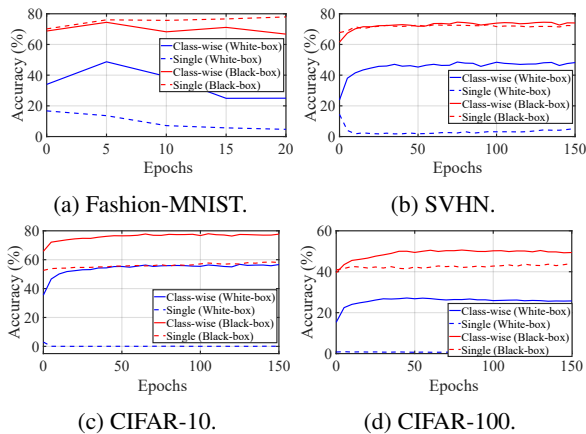 80
60
40
20
0
0 5 10 15 20
Accuracy (%)
Epochs
Class-wise (White-box)
Single (White-box)
Class-wise (Black-box)
Single (Black-box)
(a) Fashion-MNIST.
80
60
40
20
0
0 50 100 150
Accuracy (%)
Epochs
Class-wise (White-box)
Single (White-box)
Class-wise (Black-box)
Single (Black-box)
(b) SVHN.
80
60
40
20
0
0 50 100 150
Accuracy (%)
Epochs
Class-wise (White-box)
Single (White-box)
Class-wise (Black-box)
Single (Black-box)
(c) CIFAR-10.
60
40
20
0
0 50 100 150
Accuracy (%)
Epochs
Class-wise (White-box)
Single (White-box)
Class-wise (Black-box)
Single (Black-box)
(d) CIFAR-100.